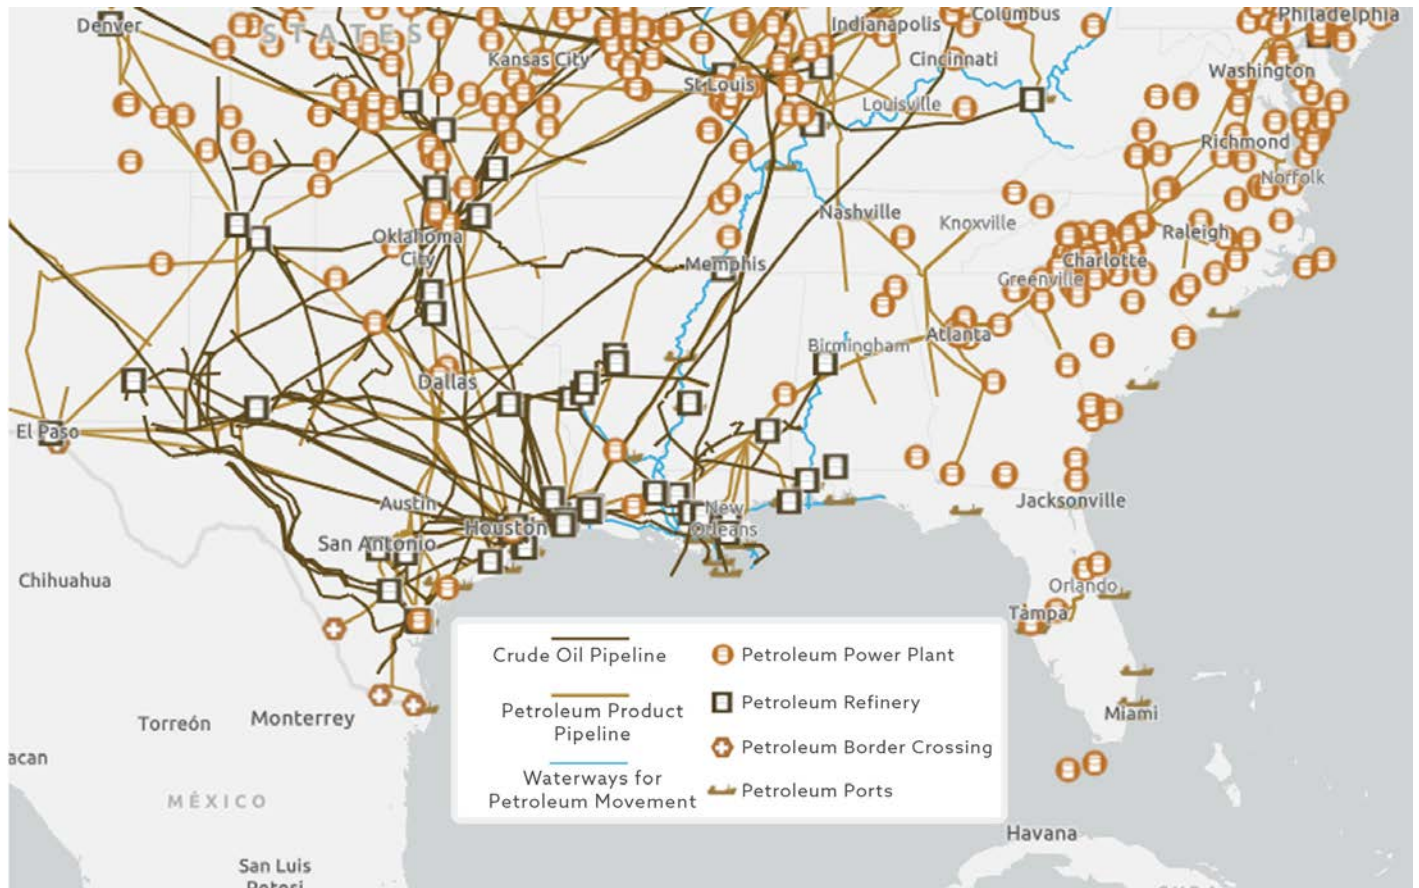 Denver
STATES
Kansas City
St Louis
Indianapolis
Columbus
Philadelphia
Cincinnati
Washington
Louisville
Richmond
Norfolk
Nashville
Knoxville
Raleigh
Oklahoma
City
Memphis
Charlotte
Greenville
Birmingham
Atlanta
Dallas
El Paso
Austin
Houston
New
Orleans
Jacksonville
San Antonio
Chihuahua
Orlando
Tampa
Torreón
Monterrey
Miami
acan
MÉXICO
Havana
San Luis
Potosí
Crude Oil Pipeline
Petroleum Product
Pipeline
Waterways for
Petroleum Movement
Petroleum Power Plant
Petroleum Refinery
Petroleum Border Crossing
Petroleum Ports